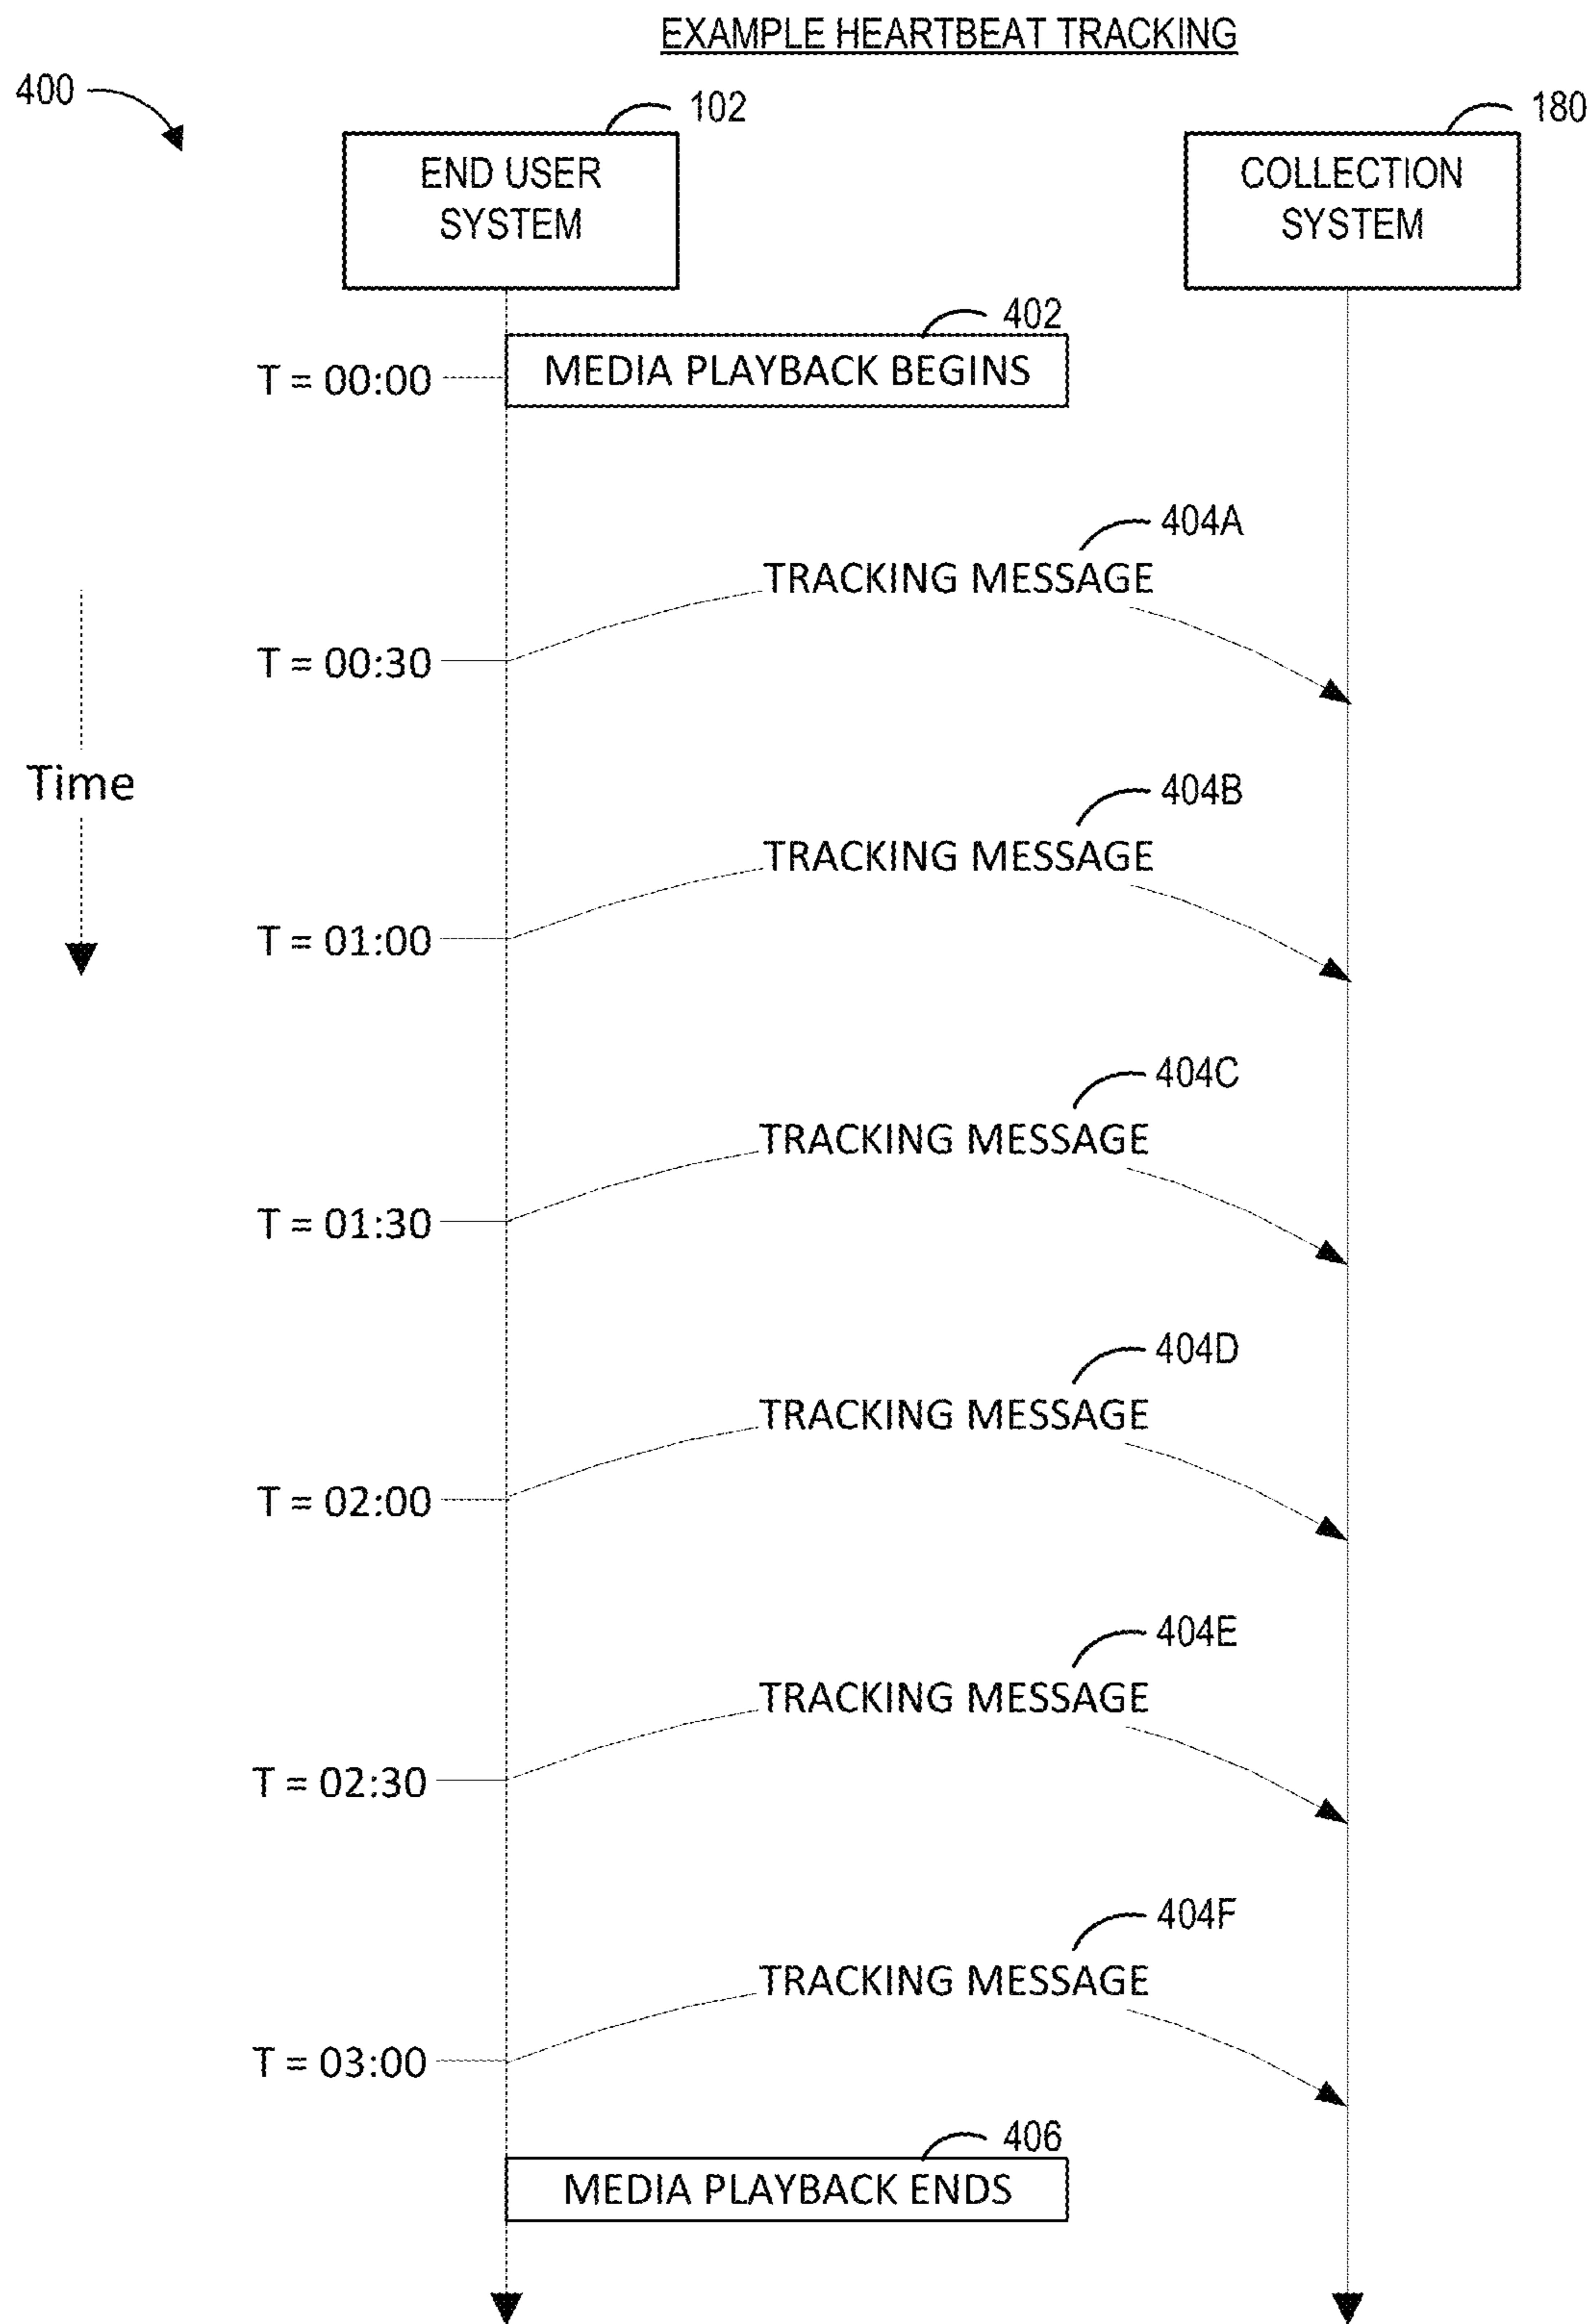 EXAMPLE HEARTBEAT TRACKING
400
102
180
END USER
SYSTEM
COLLECTION
SYSTEM
402
T = 00:00
MEDIA PLAYBACK BEGINS
404A
TRACKING MESSAGE
T = 00:30
Time
404B
TRACKING MESSAGE
T = 01:00
404C
TRACKING MESSAGE
T = 01:30
404D
TRACKING MESSAGE
T = 02:00
404E
TRACKING MESSAGE
T = 02:30
404F
TRACKING MESSAGE
T = 03:00
406
MEDIA PLAYBACK ENDS